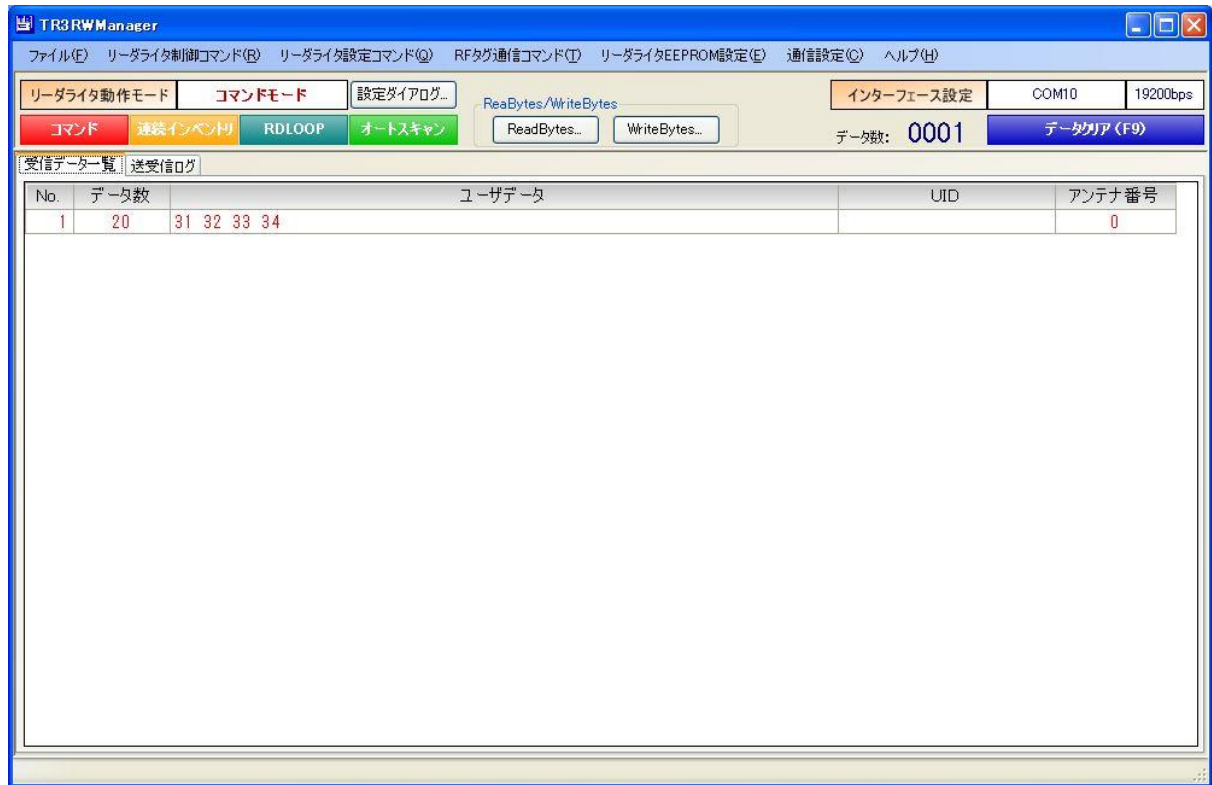 TR3RWManager
ファイル(F) リーダライタ制御コマンド(R) リーダライタ設定コマンド(Q) RFタグ通信コマンド(T) リーダライタEEPROM設定(E) 通信設定(C) ヘルプ(H)
リーダライタ動作モード コマンドモード 設定ダイアログ... ReaBytes/WriteBytes インターフェース設定 COM10 19200bps
コマンド 連続インベントリ RDLOOP オートスキャン ReadBytes... WriteBytes... データ数: 0001 データクリア(F9)
受信データ一覧 送受信ログ
No. データ数 ユーザデータ UID アンテナ番号
1 20 31 32 33 34 0